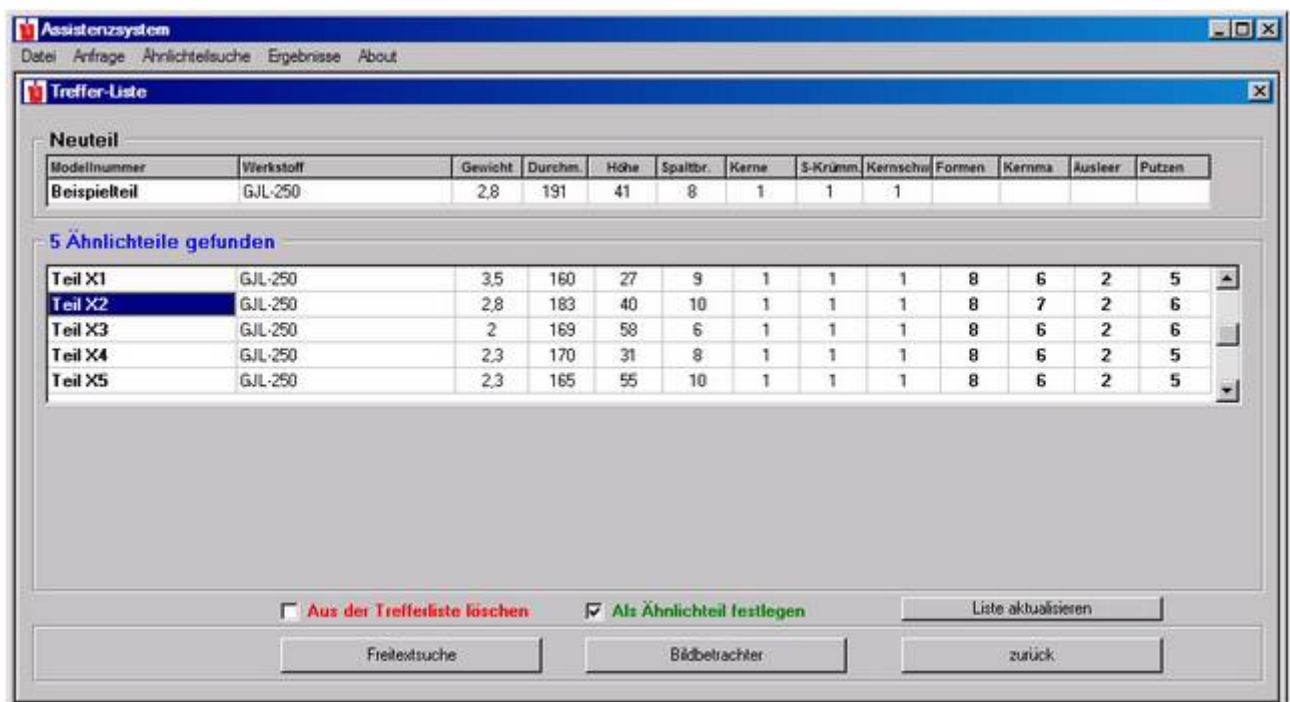 Assistenzsystem
Datei Anfrage Ähnlichteilsuche Ergebnisse About
Treffer-Liste
Neuteil
Modellnummer Werkstoff Gewicht Durchm. Höhe Spaltbr. Kerne S-Krümm. Kernschw Formen Kernma Ausleer Putzen
Beispielteil GJL-250 2,8 191 41 8 1 1 1
5 Ähnlichteile gefunden
Teil X1 GJL-250 3,5 160 27 9 1 1 1 8 6 2 5
Teil X2 GJL-250 2,8 183 40 10 1 1 1 8 7 2 6
Teil X3 GJL-250 2 169 58 6 1 1 1 8 6 2 6
Teil X4 GJL-250 2,3 170 31 8 1 1 1 8 6 2 5
Teil X5 GJL-250 2,3 165 55 10 1 1 1 8 6 2 5
Aus der Trefferliste löschen Als Ähnlichteil festlegen Liste aktualisieren
Freitextsuche Bildbetrachter zurück